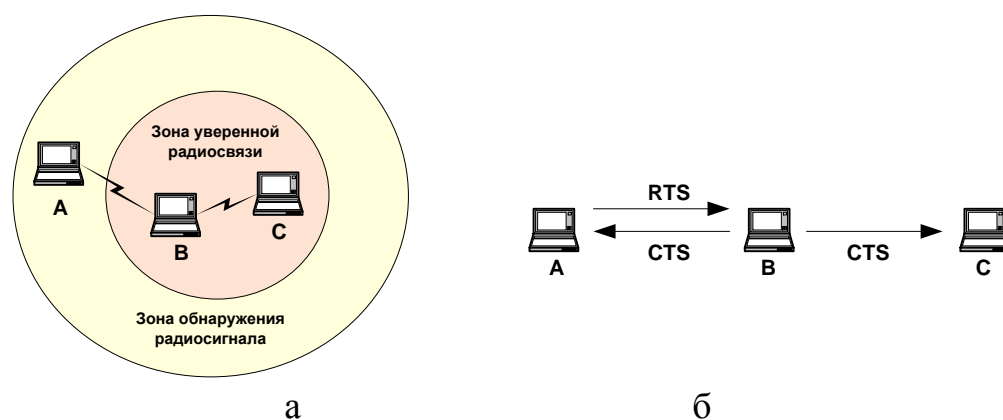 Зона уверенной
радиосвязи
A
B
C
Зона обнаружения
радиосигнала
а
RTS
CTS
CTS
A
B
C
б